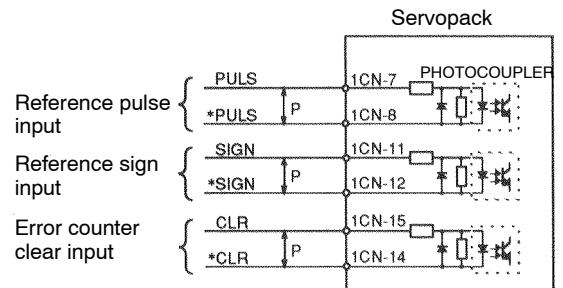 Servopack
PULS
1CN-7
PHOTOCOUPLER
Reference pulse
input
P
*PULS
1CN-8
SIGN
1CN-11
Reference sign
input
P
*SIGN
1CN-12
CLR
1CN-15
Error counter
clear input
P
*CLR
1CN-14